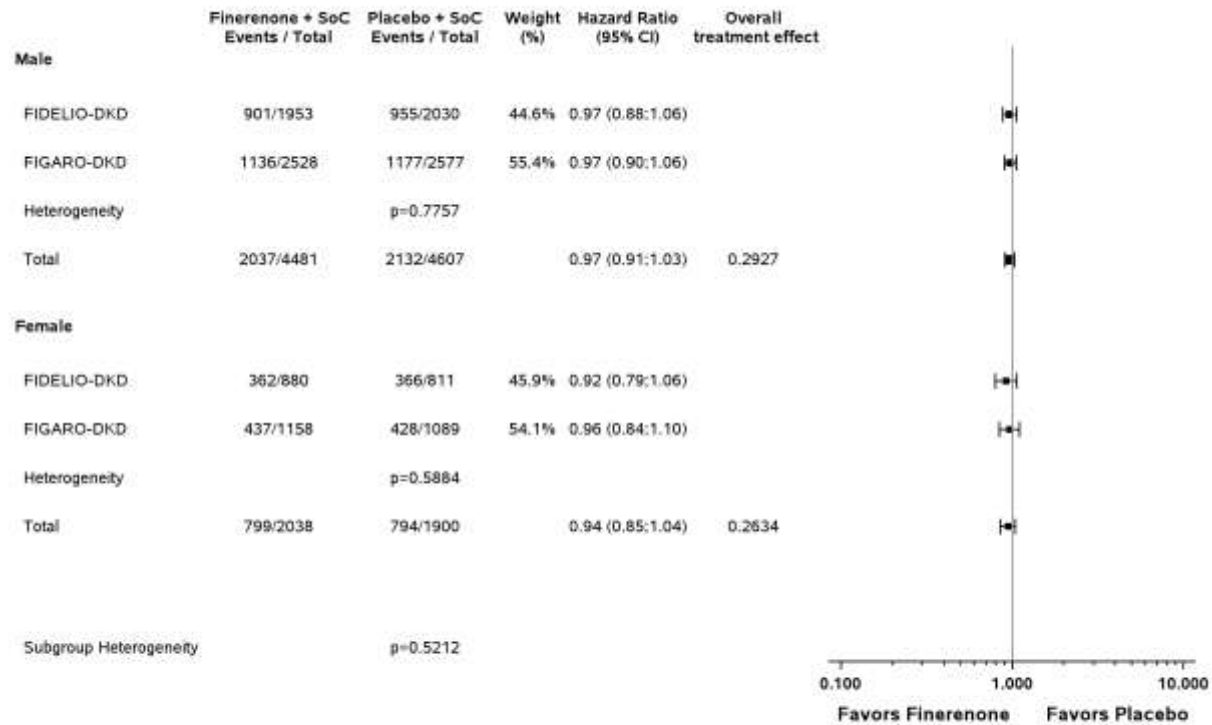 Finerenone + SoC Placebo + SoC Weight Hazard Ratio Overall
Events / Total Events / Total (%) (95% CI) treatment effect
Male
FIDELIO-DKD 901/1953 955/2030 44.6% 0.97 (0.88;1.06)
FIGARO-DKD 1136/2528 1177/2577 55.4% 0.97 (0.90;1.06)
Heterogeneity p=0.7757
Total 2037/4481 2132/4607 0.97 (0.91;1.03) 0.2927
Female
FIDELIO-DKD 362/880 366/811 45.9% 0.92 (0.79;1.06)
FIGARO-DKD 437/1158 428/1089 54.1% 0.96 (0.84;1.10)
Heterogeneity p=0.5884
Total 799/2038 794/1900 0.94 (0.85;1.04) 0.2634
Subgroup Heterogeneity p=0.5212
0.100 1.000 10.000
Favors Finerenone Favors Placebo